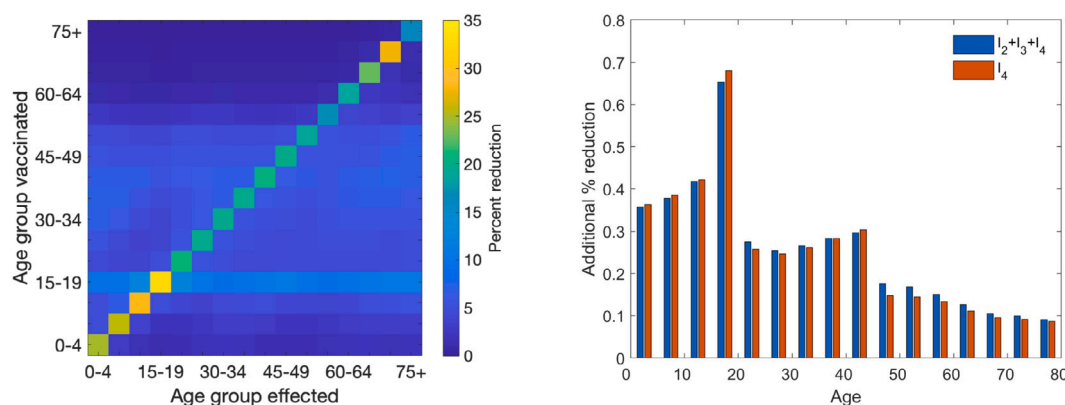 75+
60-64
45-49
30-34
15-19
0-4
Age group vaccinated
0-4 15-19 30-34 45-49 60-64 75+
Age group effected
35
30
25
20
15
10
5
0
Percent reduction
0.8
0.7
0.6
0.5
0.4
0.3
0.2
0.1
0
Additional % reduction
0 10 20 30 40 50 60 70 80
Age
I₂+I₃+I₄
I₄